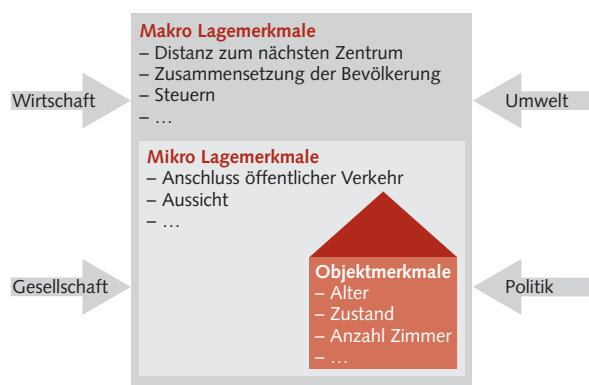 Makro Lagemerkmale
– Distanz zum nächsten Zentrum
– Zusammensetzung der Bevölkerung
– Steuern
– …
Wirtschaft
Umwelt
Mikro Lagemerkmale
– Anschluss öffentlicher Verkehr
– Aussicht
– …
Gesellschaft
Politik
Objektmerkmale
– Alter
– Zustand
– Anzahl Zimmer
– …